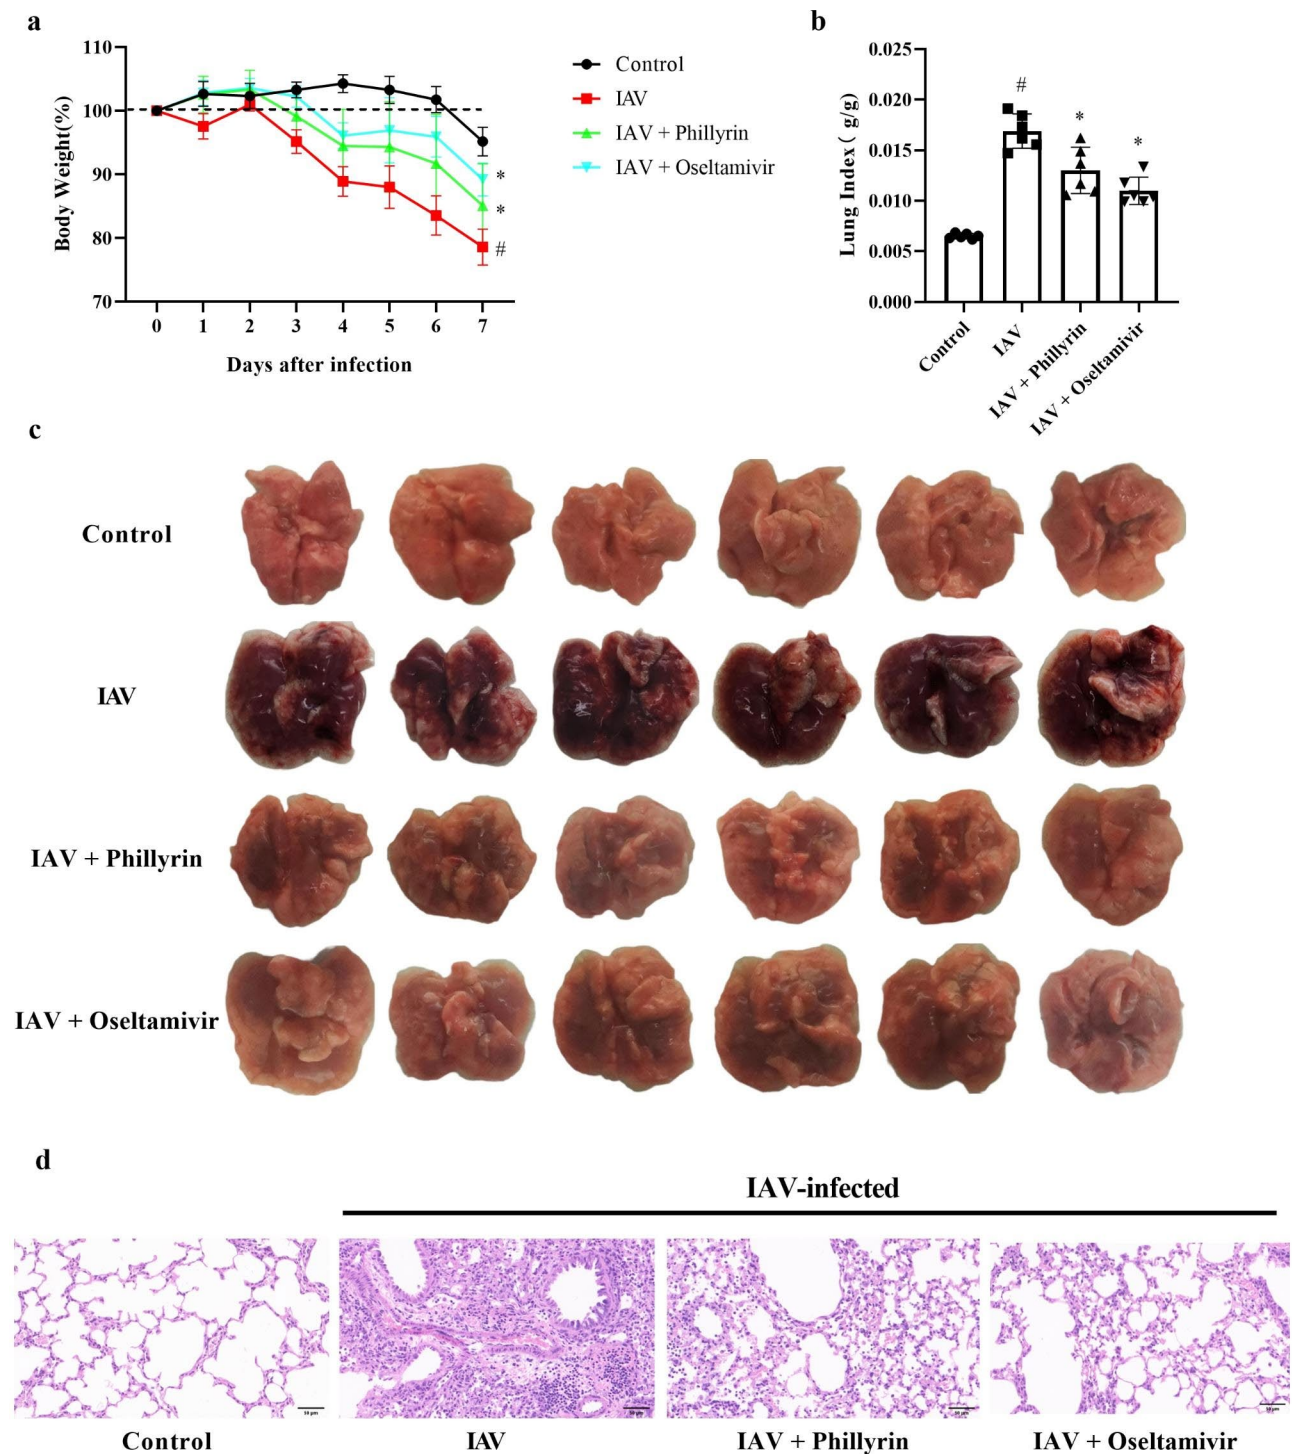 a
110
100
90
80
70
Body Weight(%)
0 1 2 3 4 5 6 7
Days after infection
*
*
#
Control
IAV
IAV + Phillyrin
IAV + Oseltamivir
b
0.025
0.020
0.015
0.010
0.005
0.000
Lung Index( g/g)
#
*
*
Control
IAV
IAV + Phillyrin
IAV + Oseltamivir
c
Control
IAV
IAV + Phillyrin
IAV + Oseltamivir
d
IAV-infected
50 μm
Control
IAV
IAV + Phillyrin
IAV + Oseltamivir